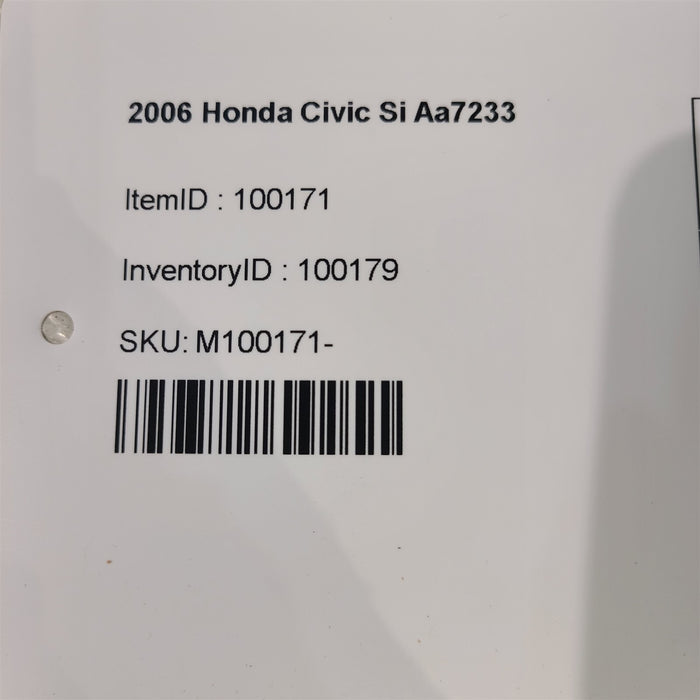 2006 Honda Civic Si Aa7233
ItemID : 100171
InventoryID : 100179
SKU: M100171-